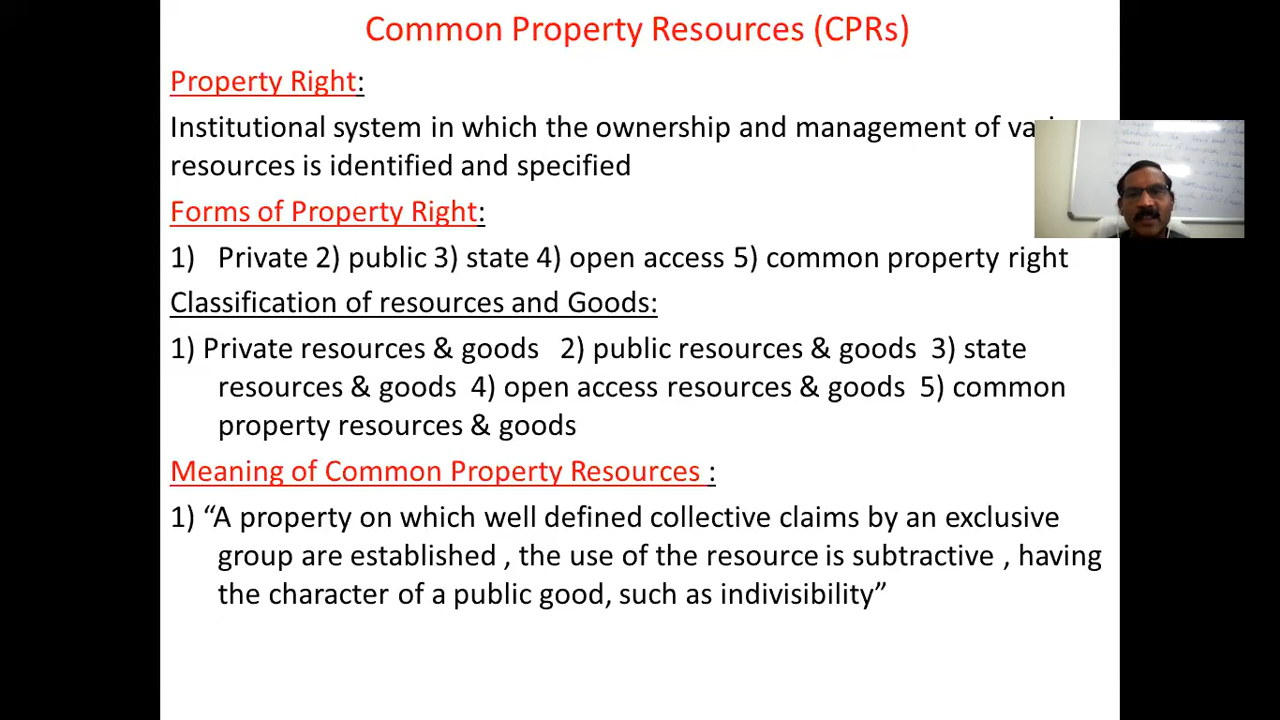 Common Property Resources (CPRs)
Property Right:
Institutional system in which the ownership and management of
resources is identified and specified
Forms of Property Right:
1) Private 2) public 3) state 4) open access 5) common property right
Classification of resources and Goods:
1) Private resources & goods 2) public resources & goods 3) state
resources & goods 4) open access resources & goods 5) common
property resources & goods
Meaning of Common Property Resources :
1) “A property on which well defined collective claims by an exclusive
group are established , the use of the resource is subtractive , having
the character of a public good, such as indivisibility”